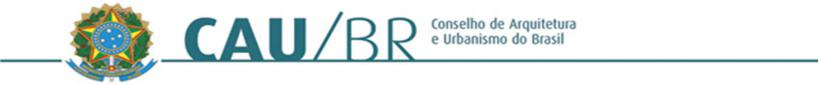 CAU/BR
Conselho de Arquitetura
e Urbanismo do Brasil